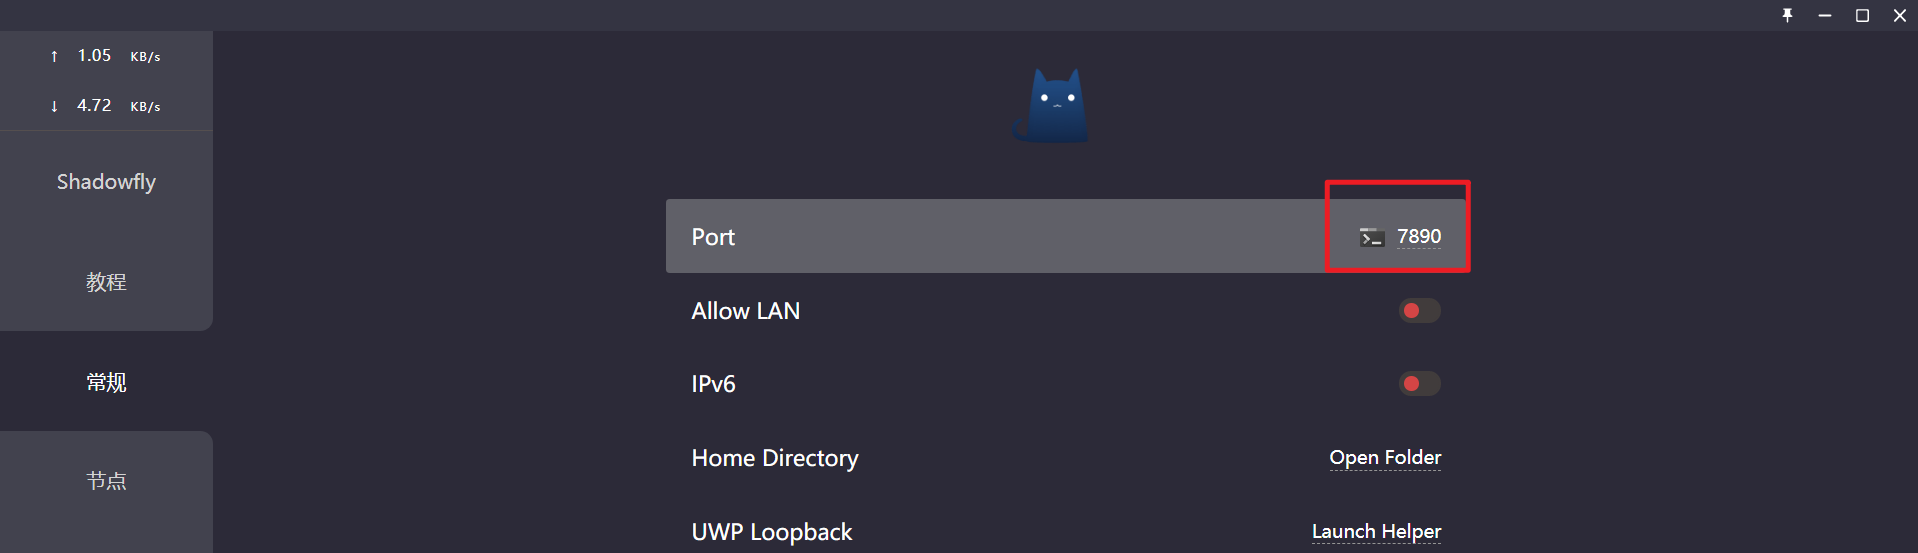 ↑ 1.05 KB/s
↓ 4.72 KB/s
Shadowfly
教程
常规
节点
Port 7890
Allow LAN
IPv6
Home Directory Open Folder
UWP Loopback Launch Helper